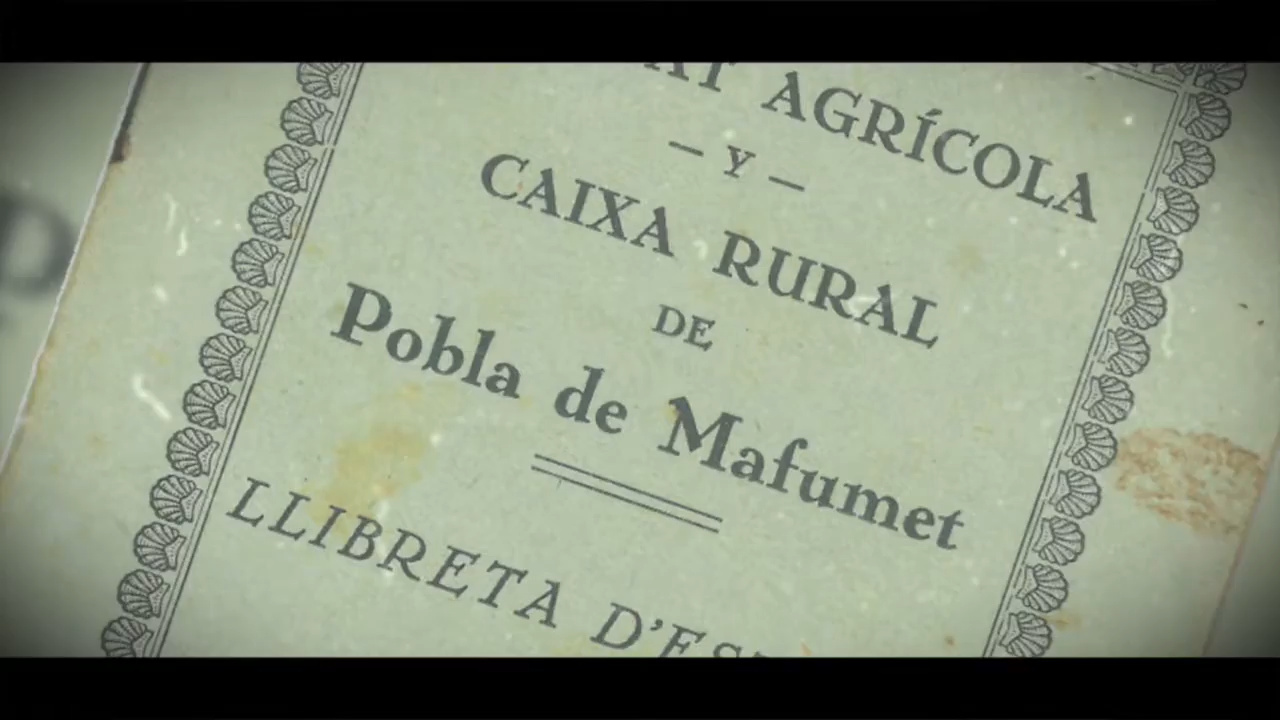 AGRÍCOLA
— Y —
CAIXA RURAL
DE
Pobla de Mafumet
LLIBRETA